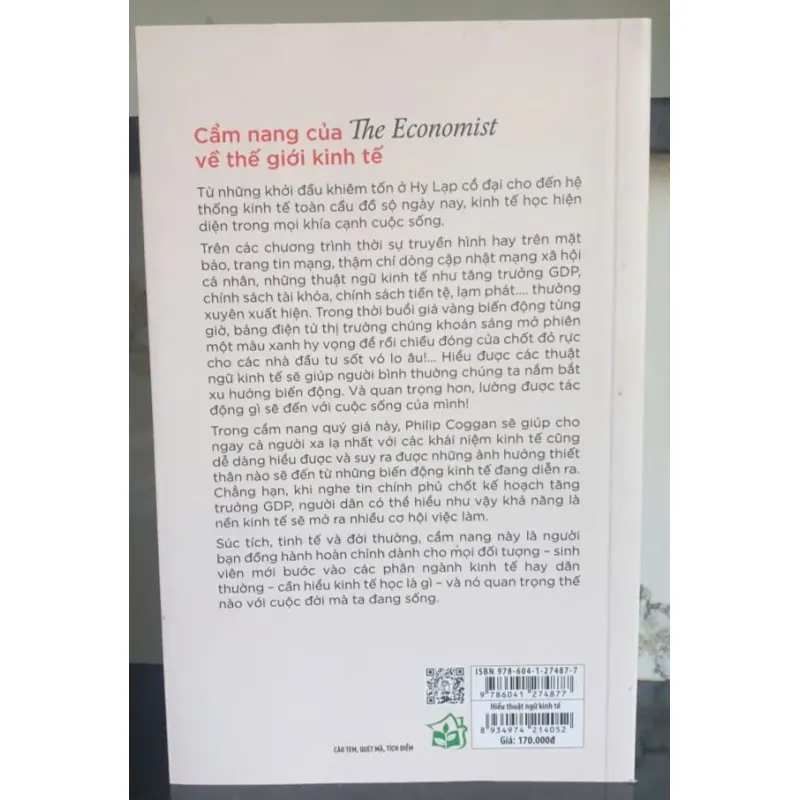 Cẩm nang của The Economist
về thế giới kinh tế
Từ những khởi đầu khiêm tốn ở Hy Lạp cổ đại cho đến hệ
thống kinh tế toàn cầu đồ sộ ngày nay, kinh tế học hiện
diện trong mọi khía cạnh cuộc sống.
Trên các chương trình thời sự truyền hình hay trên mặt
báo, trang tin mạng, thậm chí dòng cập nhật mạng xã hội
cá nhân, những thuật ngữ kinh tế như tăng trưởng GDP,
chính sách tài khóa, chính sách tiền tệ, lạm phát.... thường
xuyên xuất hiện. Trong thời buổi giá vàng biến động từng
giờ, bảng điện tử thị trường chứng khoán sáng mở phiên
một màu xanh hy vọng để rồi chiều đóng cửa chốt đỏ rực
cho các nhà đầu tư sốt vó lo âu!... Hiểu được các thuật
ngữ kinh tế sẽ giúp người bình thường chúng ta nắm bắt
xu hướng biến động. Và quan trọng hơn, lường được tác
động gì sẽ đến với cuộc sống của mình!
Trong cẩm nang quý giá này, Philip Coggan sẽ giúp cho
ngay cả người xa lạ nhất với các khái niệm kinh tế cũng
dễ dàng hiểu được và suy ra được những ảnh hưởng thiết
thân nào sẽ đến từ những biến động kinh tế đang diễn ra.
Chẳng hạn, khi nghe tin chính phủ chốt kế hoạch tăng
trưởng GDP, người dân có thể hiểu như vậy khả năng là
nền kinh tế sẽ mở ra nhiều cơ hội việc làm.
Súc tích, tinh tế và đời thường, cẩm nang này là người
bạn đồng hành hoàn chỉnh dành cho mọi đối tượng – sinh
viên mới bước vào các phân ngành kinh tế hay dân
thường – cần hiểu kinh tế học là gì – và nó quan trọng thế
nào với cuộc đời mà ta đang sống.
ISBN 978-604-1-27487-7
9 786041 274877
Hiểu thuật ngữ kinh tế
8 934974 214052
Giá: 170.000đ
CÀO TEM, QUÉT MÃ, TÍCH ĐIỂM